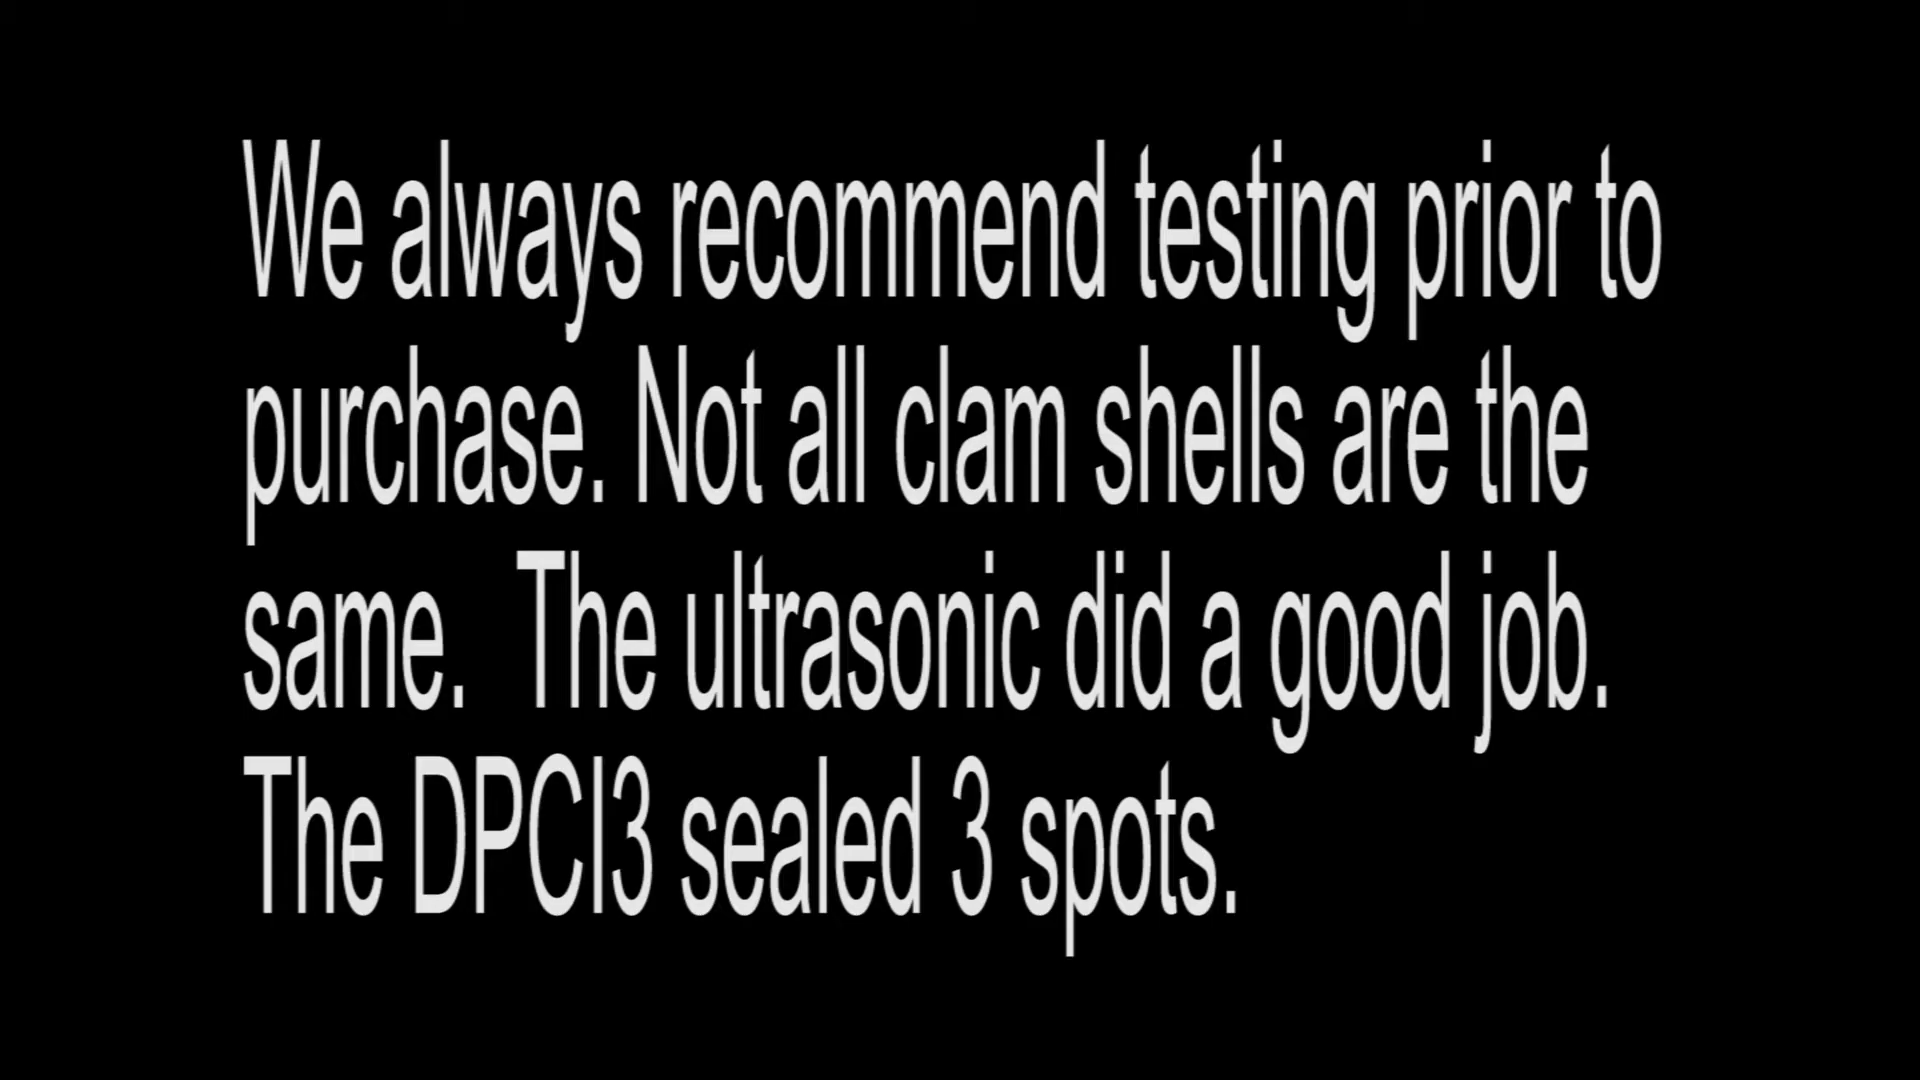 We always recommend testing prior to
purchase. Not all clam shells are the
same.  The ultrasonic did a good job.
The DPCI3 sealed 3 spots.